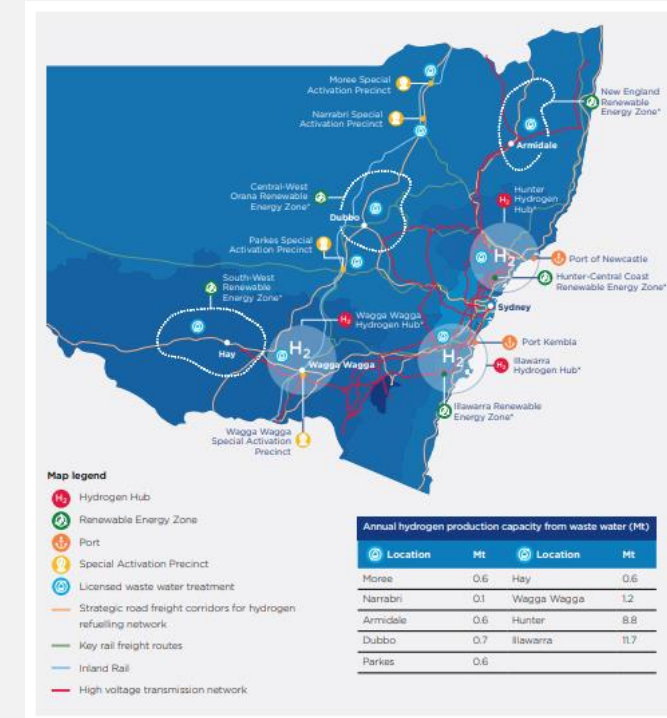 Moree Special
Activation Precinct
New England
Renewable
Energy Zone*
Narrabri Special
Activation Precinct
Armidale
Central-West
Orana Renewable
Energy Zone*
Hunter
Hydrogen
Hub*
H2
Dubbo
Parkes Special
Activation Precinct
H2
Port of Newcastle
Hunter-Central Coast
Renewable Energy Zone*
South-West
Renewable
Energy Zone*
Sydney
H2
Wagga Wagga
Hydrogen Hub*
Port Kembla
Hay
H2
H2
Wagga Wagga
H2
Illawarra
Hydrogen Hub*
Illawarra Renewable
Energy Zone*
Wagga Wagga
Special Activation
Precinct
Map legend
H2 Hydrogen Hub
Renewable Energy Zone
Port
Special Activation Precinct
Licensed waste water treatment
Strategic road freight corridors for hydrogen
refuelling network
Key rail freight routes
Inland Rail
High voltage transmission network
Annual hydrogen production capacity from waste water (Mt)
Location Mt Location Mt
Moree 0.6 Hay 0.6
Narrabri 0.1 Wagga Wagga 1.2
Armidale 0.6 Hunter 8.8
Dubbo 0.7 Illawarra 11.7
Parkes 0.6